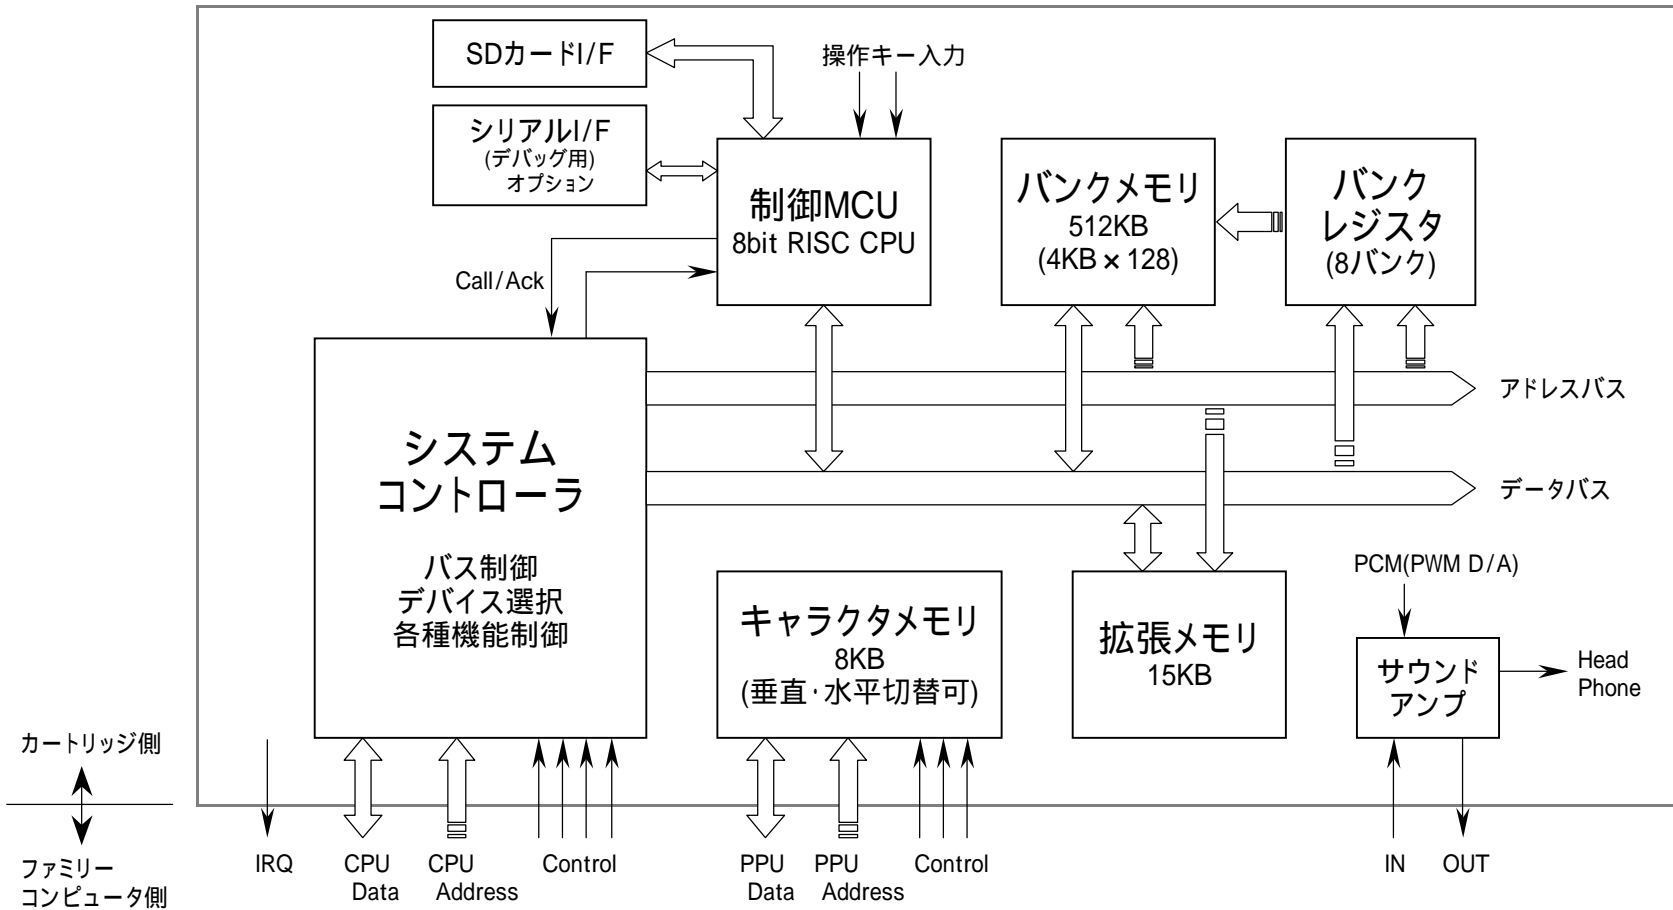 SDカードI/F
操作キー入力
シリアルI/F
(デバッグ用)
オプション
制御MCU
8bit RISC CPU
バンクメモリ
512KB
(4KB×128)
バンク
レジスタ
(8バンク)
Call/Ack
アドレスバス
システム
コントローラ
バス制御
デバイス選択
各種機能制御
データバス
キャラクタメモリ
8KB
(垂直・水平切替可)
拡張メモリ
15KB
PCM(PWM D/A)
サウンド
アンプ
Head
Phone
カートリッジ側
ファミリー
コンピュータ側
IRQ
CPU
Data
CPU
Address
Control
PPU
Data
PPU
Address
Control
IN
OUT